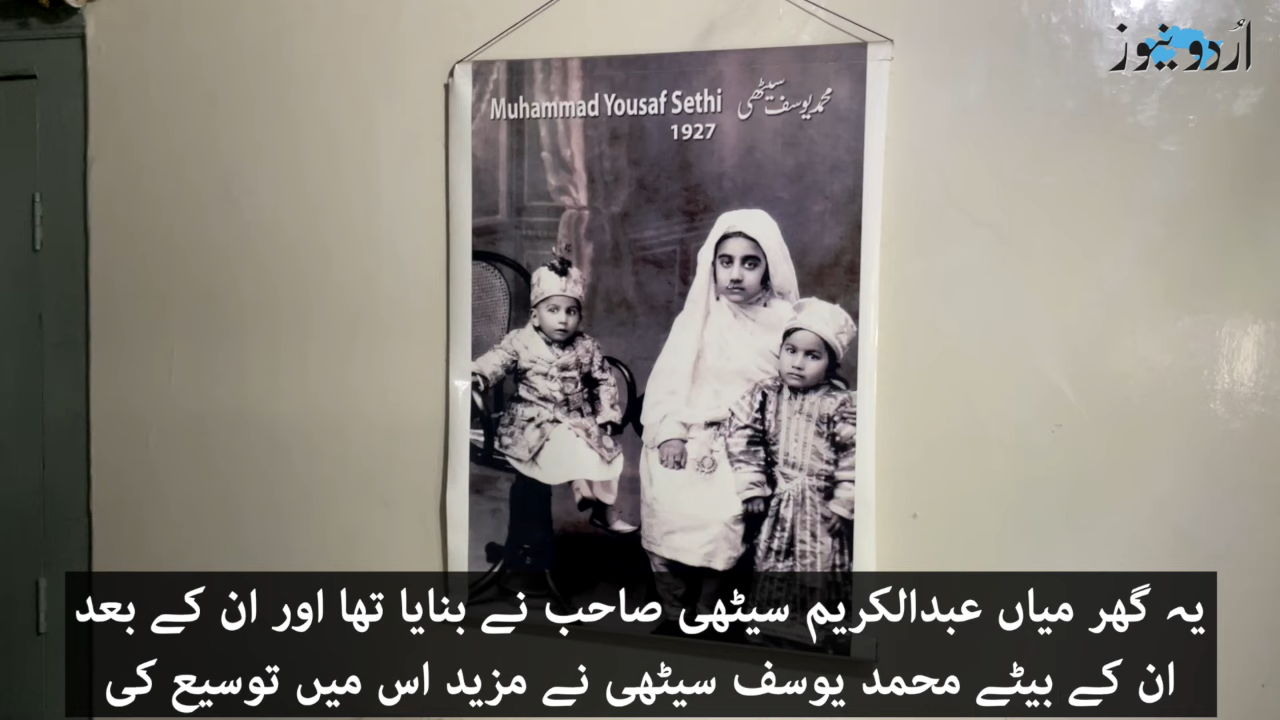 اُردو نیوز
Muhammad Yousaf Sethi محمد یوسف سیٹھی
1927
یہ گھر میاں عبدالکریم سیٹھی صاحب نے بنایا تھا اور ان کے بعد
ان کے بیٹے محمد یوسف سیٹھی نے مزید اس میں توسیع کی